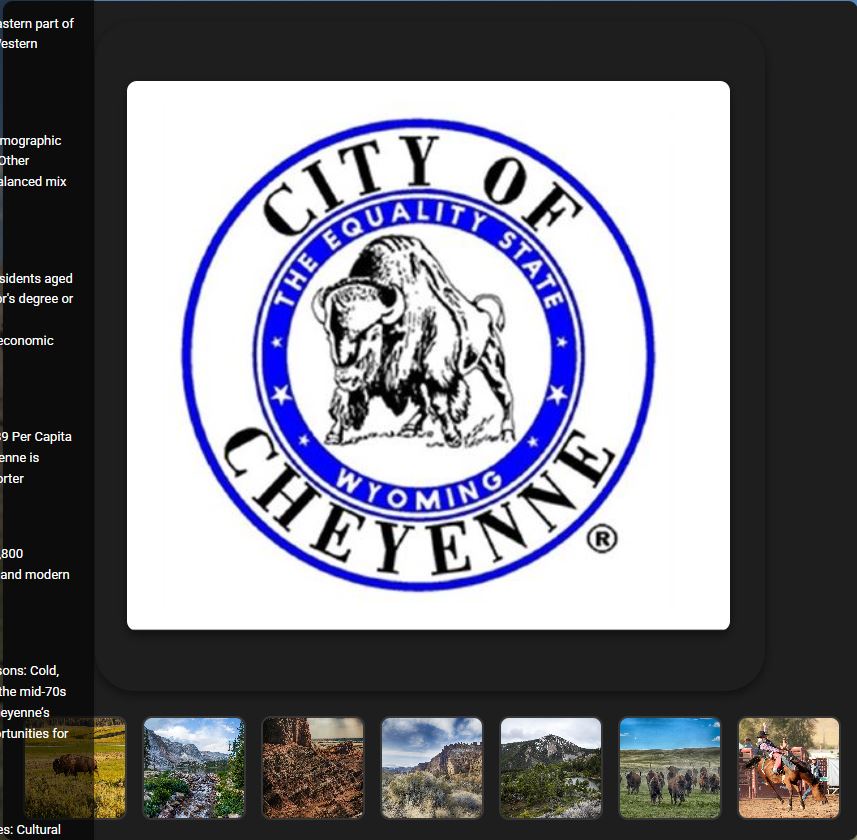 astern part of
estern
mographic
Other
alanced mix
sidents aged
or's degree or
economic
9 Per Capita
enne is
orter
,800
and modern
sons: Cold,
the mid-70s
eyenne's
rtunities for
es: Cultural
CITY OF
THE EQUALITY STATE
WYOMING
CHEYENNE
®